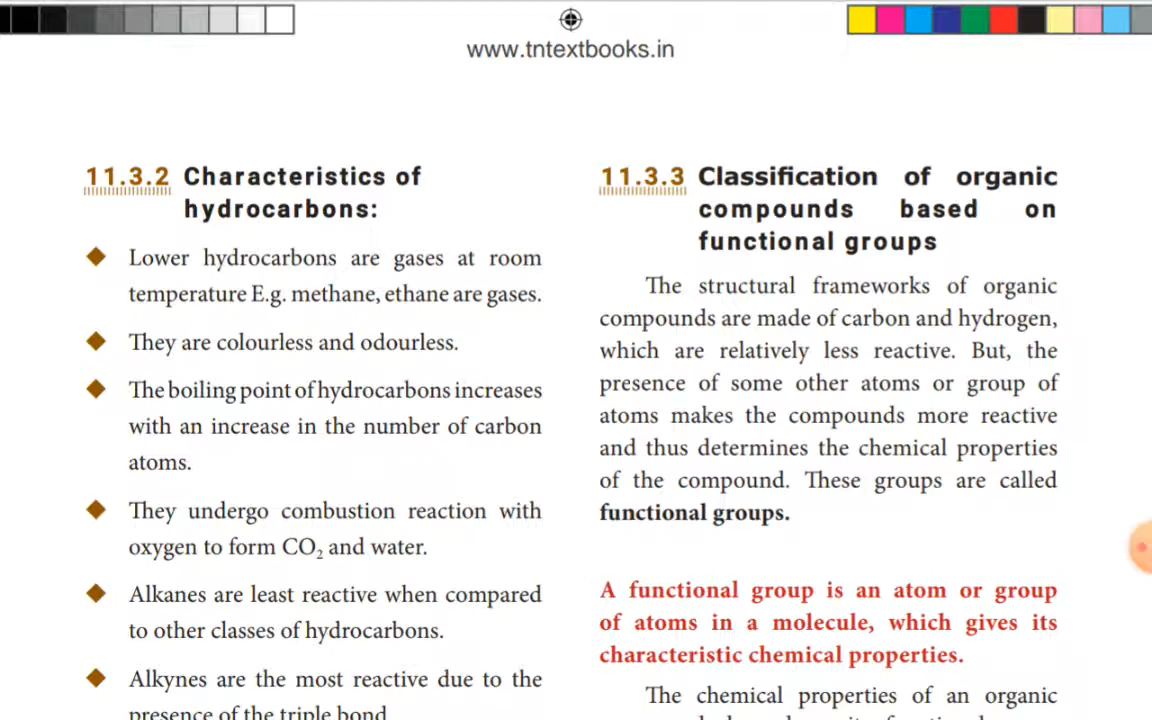 www.tntextbooks.in
11.3.2 Characteristics of
hydrocarbons:
Lower hydrocarbons are gases at room
temperature E.g. methane, ethane are gases.
They are colourless and odourless.
The boiling point of hydrocarbons increases
with an increase in the number of carbon
atoms.
They undergo combustion reaction with
oxygen to form CO₂ and water.
Alkanes are least reactive when compared
to other classes of hydrocarbons.
Alkynes are the most reactive due to the
presence of the triple bond
11.3.3 Classification of organic
compounds based on
functional groups
The structural frameworks of organic
compounds are made of carbon and hydrogen,
which are relatively less reactive. But, the
presence of some other atoms or group of
atoms makes the compounds more reactive
and thus determines the chemical properties
of the compound. These groups are called
functional groups.
A functional group is an atom or group
of atoms in a molecule, which gives its
characteristic chemical properties.
The chemical properties of an organic